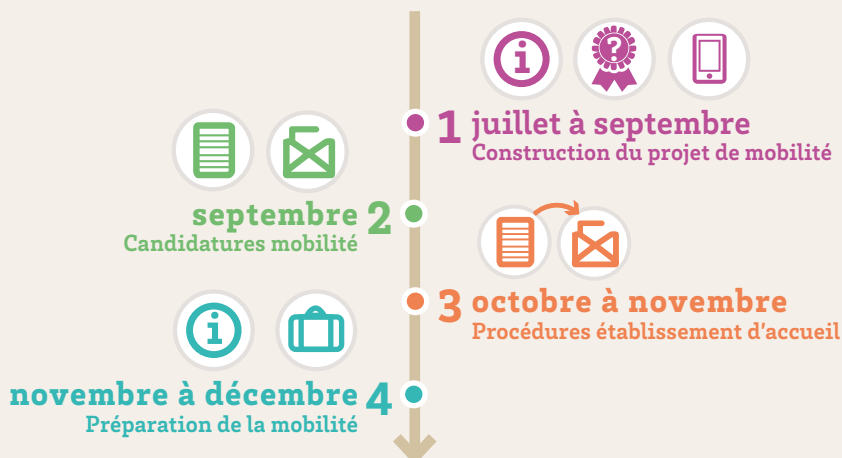 1 juillet à septembre
Construction du projet de mobilité
septembre 2
Candidatures mobilité
3 octobre à novembre
Procédures établissement d'accueil
novembre à décembre 4
Préparation de la mobilité